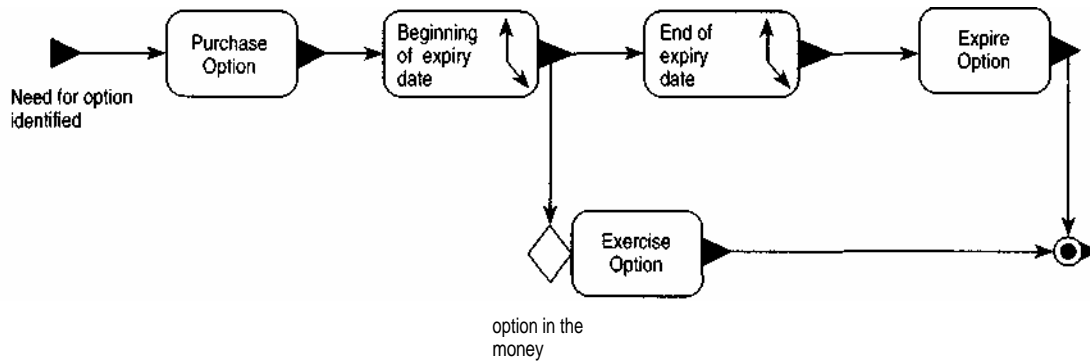 Need for option
identified
Purchase
Option
Beginning
of expiry
date
End of
expiry
date
Expire
Option
Exercise
Option
option in the
money